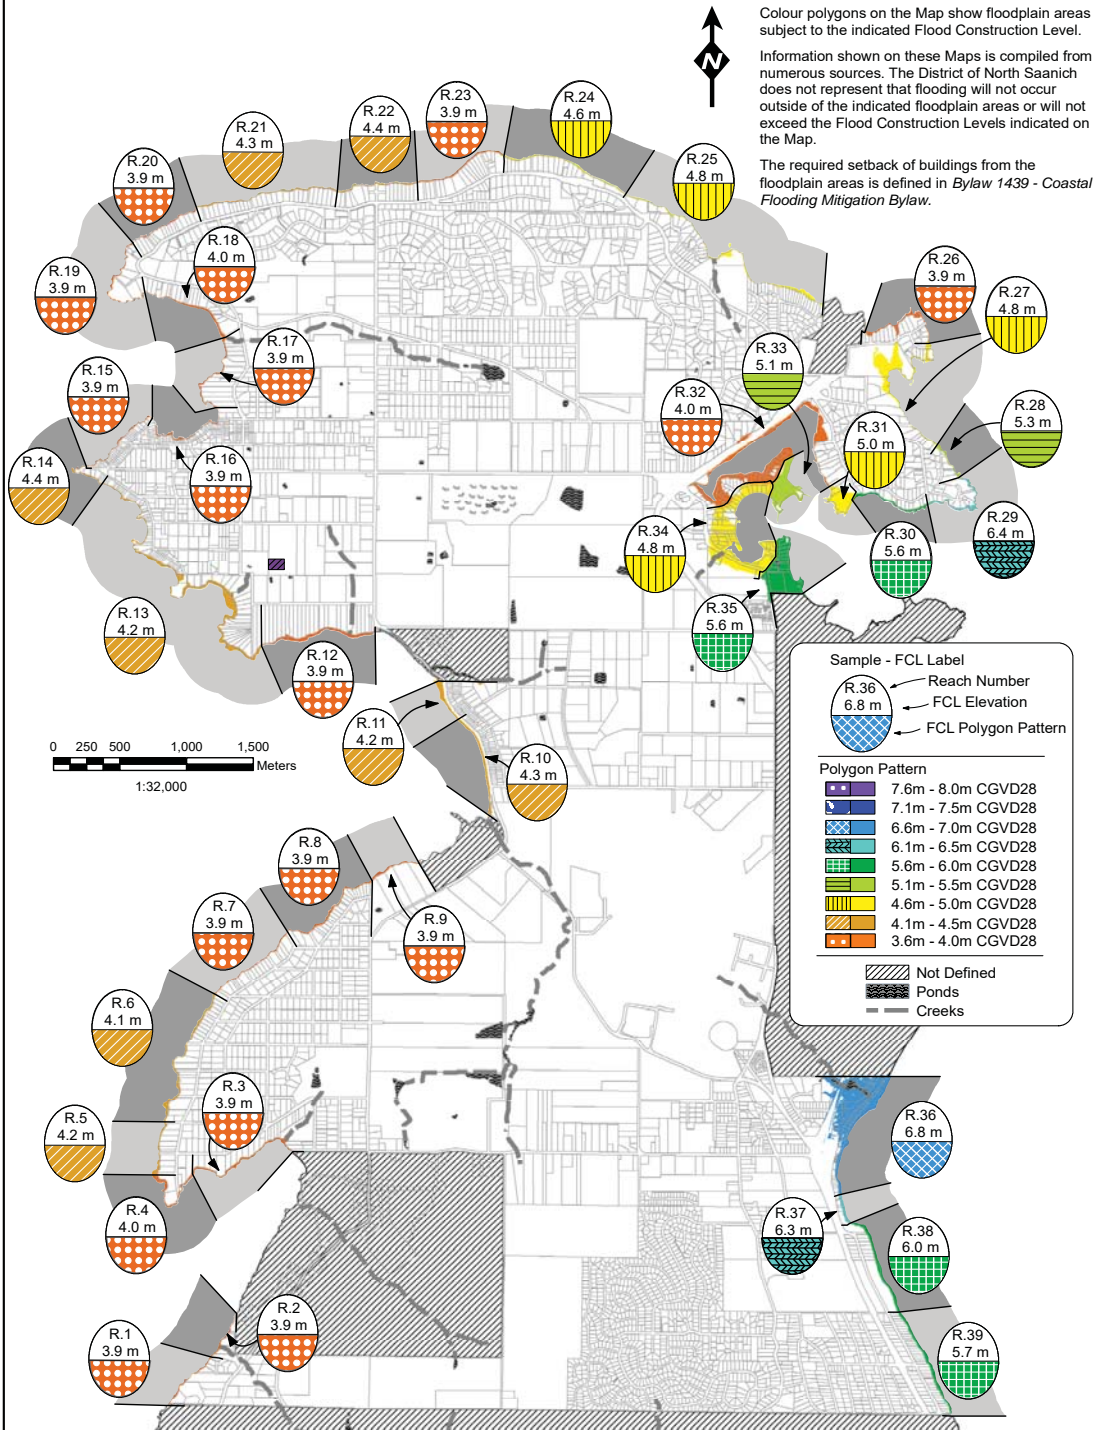 Colour polygons on the Map show floodplain areas
subject to the indicated Flood Construction Level.
Information shown on these Maps is compiled from
numerous sources. The District of North Saanich
does not represent that flooding will not occur
outside of the indicated floodplain areas or will not
exceed the Flood Construction Levels indicated on
the Map.
The required setback of buildings from the
floodplain areas is defined in Bylaw 1439 - Coastal
Flooding Mitigation Bylaw.
N
R.23
3.9 m
R.24
4.6 m
R.22
4.4 m
R.21
4.3 m
R.20
3.9 m
R.25
4.8 m
R.18
4.0 m
R.19
3.9 m
R.26
3.9 m
R.27
4.8 m
R.17
3.9 m
R.33
5.1 m
R.15
3.9 m
R.32
4.0 m
R.28
5.3 m
R.31
5.0 m
R.14
4.4 m
R.16
3.9 m
R.34
4.8 m
R.30
5.6 m
R.29
6.4 m
R.13
4.2 m
R.35
5.6 m
R.12
3.9 m
R.11
4.2 m
R.10
4.3 m
0 250 500 1,000 1,500
Meters
1:32,000
Sample - FCL Label
R.36
6.8 m
Reach Number
FCL Elevation
FCL Polygon Pattern
Polygon Pattern
7.6m - 8.0m CGVD28
7.1m - 7.5m CGVD28
6.6m - 7.0m CGVD28
6.1m - 6.5m CGVD28
5.6m - 6.0m CGVD28
5.1m - 5.5m CGVD28
4.6m - 5.0m CGVD28
4.1m - 4.5m CGVD28
3.6m - 4.0m CGVD28
Not Defined
Ponds
Creeks
R.8
3.9 m
R.7
3.9 m
R.9
3.9 m
R.6
4.1 m
R.3
3.9 m
R.5
4.2 m
R.4
4.0 m
R.36
6.8 m
R.37
6.3 m
R.38
6.0 m
R.2
3.9 m
R.1
3.9 m
R.39
5.7 m